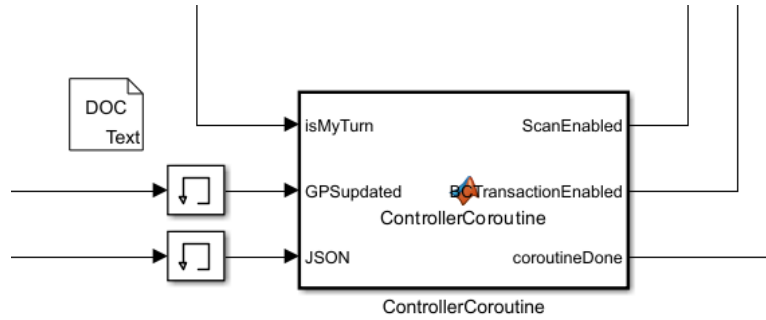 DOC
Text
isMyTurn
ScanEnabled
GPSupdated
BCTransactionEnabled
ControllerCoroutine
JSON
coroutineDone
ControllerCoroutine